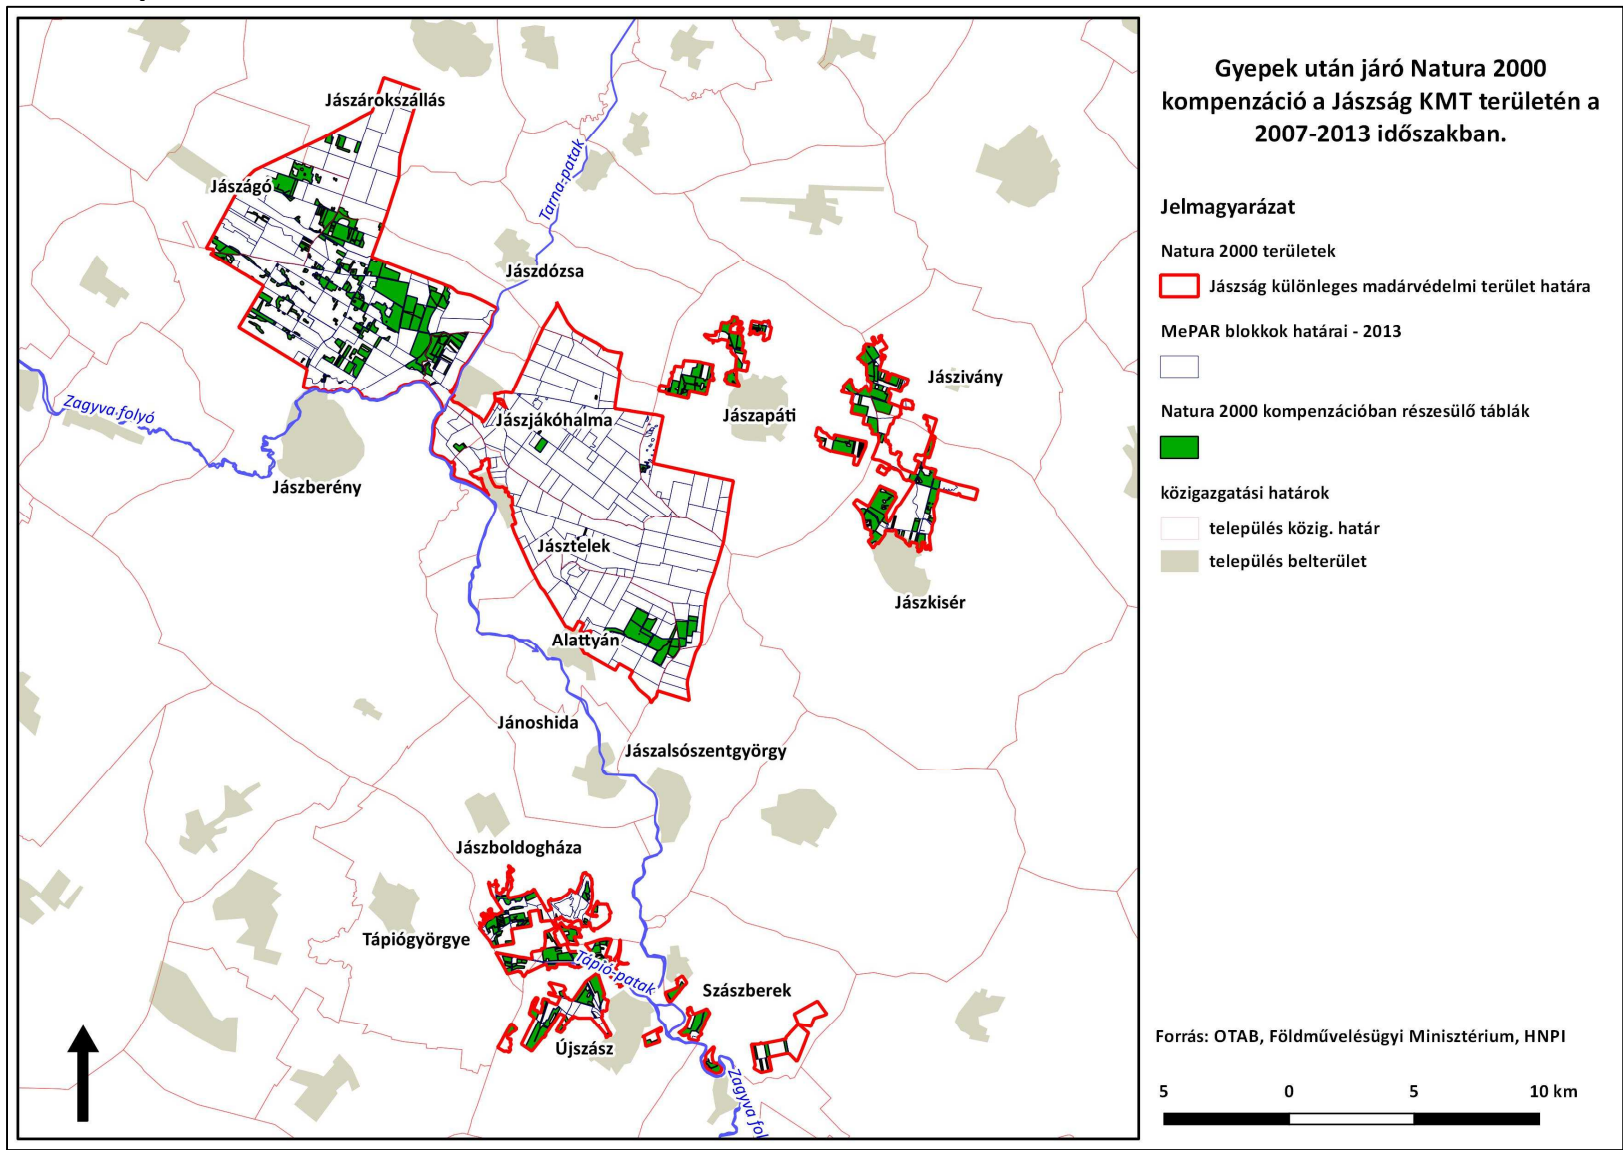 Gyepek után járó Natura 2000
kompenzáció a Jászság KMT területén a
2007-2013 időszakban.
Jelmagyarázat
Natura 2000 területek
Jászság különleges madárvédelmi terület határa
MePAR blokkok határai - 2013
Natura 2000 kompenzációban részesülő táblák
közigazgatási határok
település közig. határ
település belterület
Forrás: OTAB, Földművelésügyi Minisztérium, HNPI
5 0 5 10 km
Jászárokszállás
Jászágó
Tarna-patak
Jászdózsa
Jászivány
Zagyva-folyó
Jászjákóhalma
Jászapáti
Jászberény
Jásztelek
Jászkisér
Alattyán
Jánoshida
Jászalsószentgyörgy
Jászboldogháza
Tápiógyörgye
Tápió-patak
Szászberek
Újszász
Zagyva fol